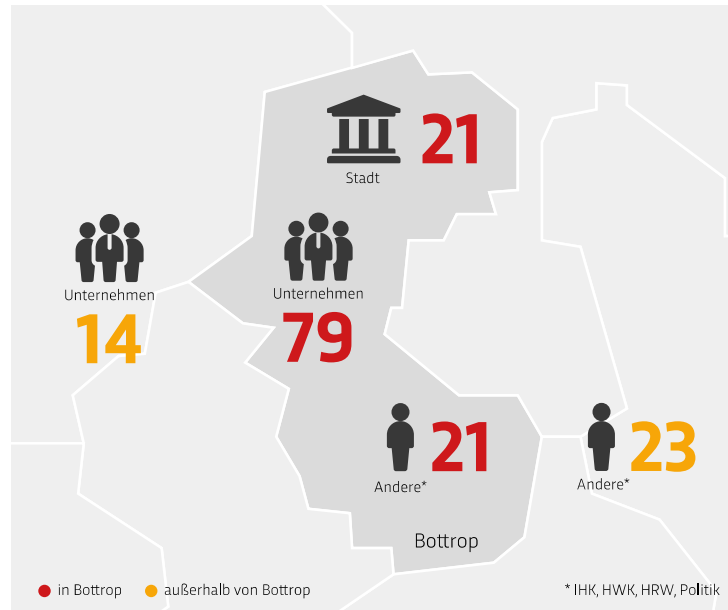 21
Stadt
Unternehmen
14
Unternehmen
79
21
Andere*
23
Andere*
Bottrop
in Bottrop
außerhalb von Bottrop
* IHK, HWK, HRW, Politik